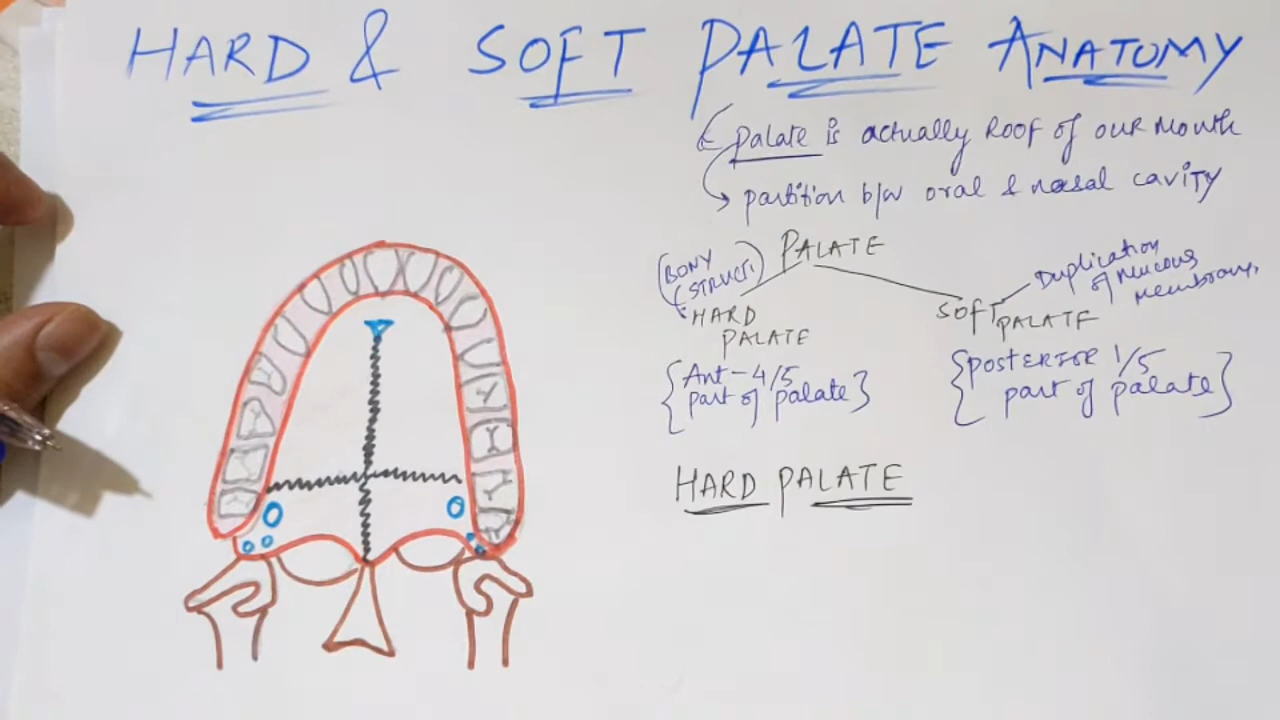 HARD & SOFT PALATE ANATOMY
palate is actually Roof of our mouth
partition b/w oral & nasal cavity
PALATE
(BONY
STRUCT.)
HARD
PALATE
{Ant - 4/5
part of palate}
Duplication
of mucous
membrane.
SOFT
PALATE
{POSTERIOR 1/5
part of palate}
HARD PALATE